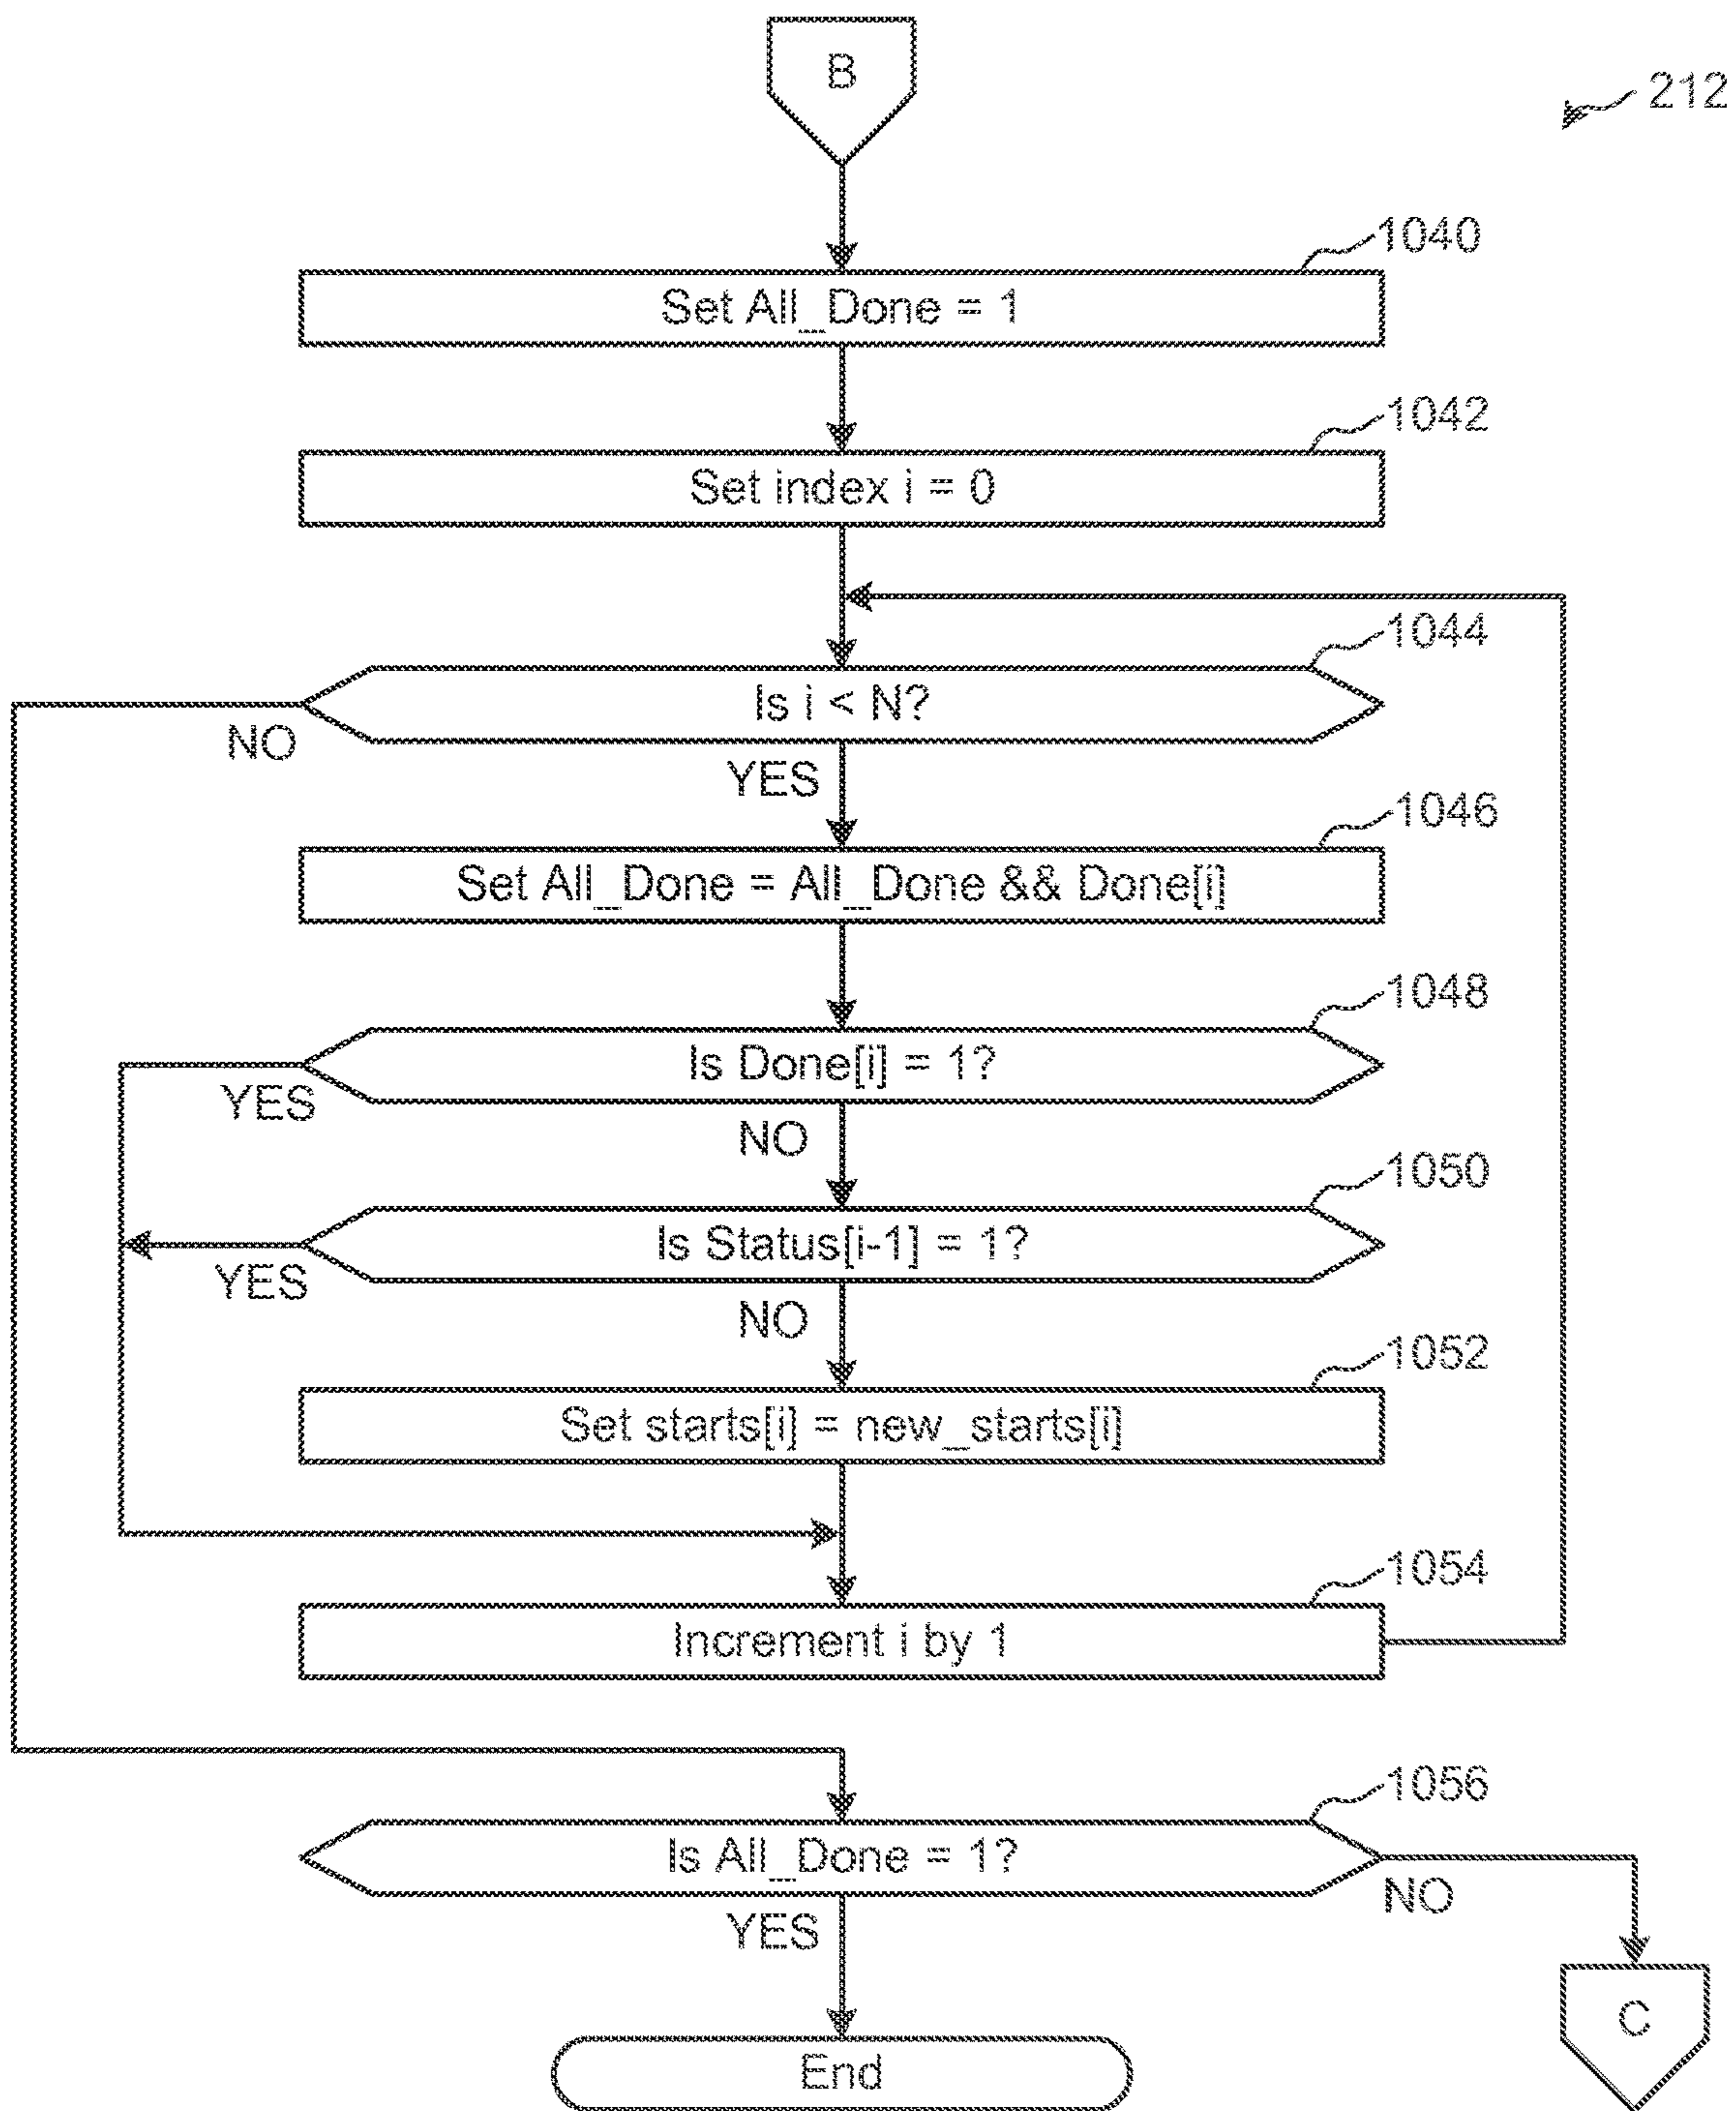 B
212
1040
Set All_Done = 1
1042
Set index i = 0
1044
Is i < N?
NO
YES
1046
Set All_Done = All_Done && Done[i]
1048
Is Done[i] = 1?
YES
NO
1050
Is Status[i-1] = 1?
YES
NO
1052
Set starts[i] = new_starts[i]
1054
Increment i by 1
1056
Is All_Done = 1?
NO
YES
C
End